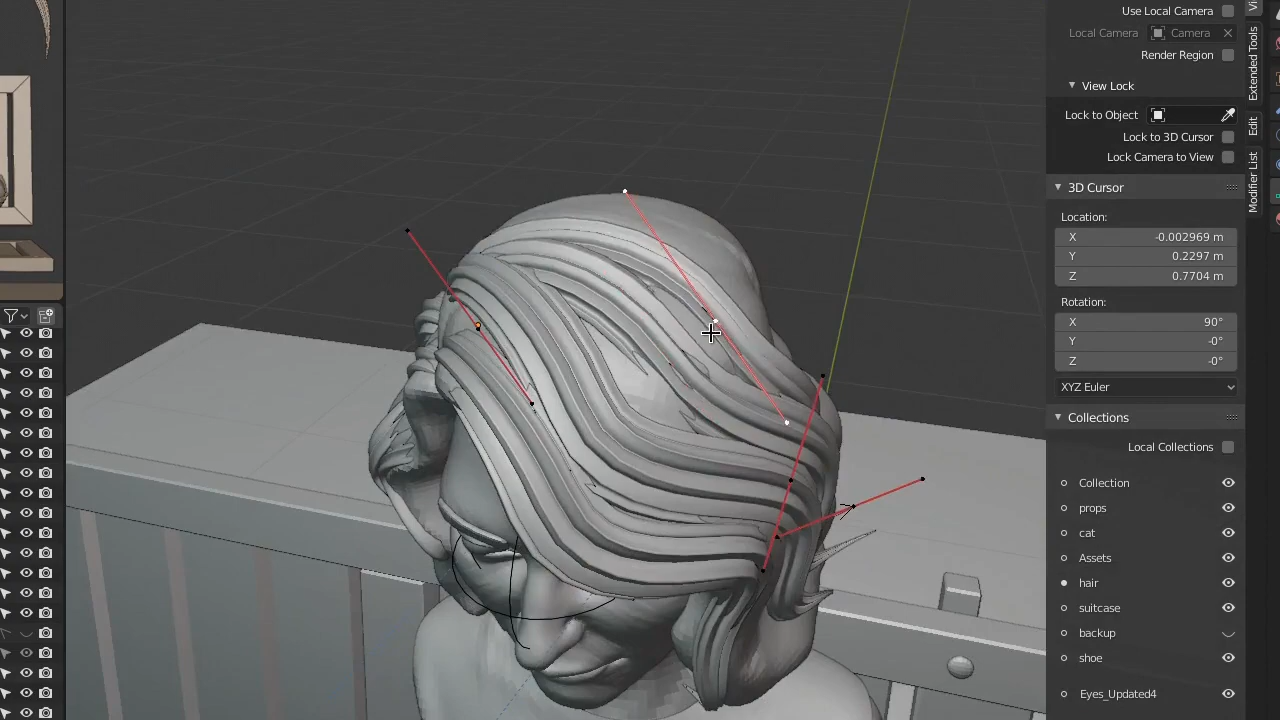 Use Local Camera
Local Camera Camera
Render Region
View Lock
Lock to Object
Lock to 3D Cursor
Lock Camera to View
3D Cursor
Location:
X -0.002969 m
Y 0.2297 m
Z 0.7704 m
Rotation:
X 90°
Y -0°
Z -0°
XYZ Euler
Collections
Local Collections
Collection
props
cat
Assets
hair
suitcase
backup
shoe
Eyes_Updated4
Vi
Extended Tools
Edit
Modifier List